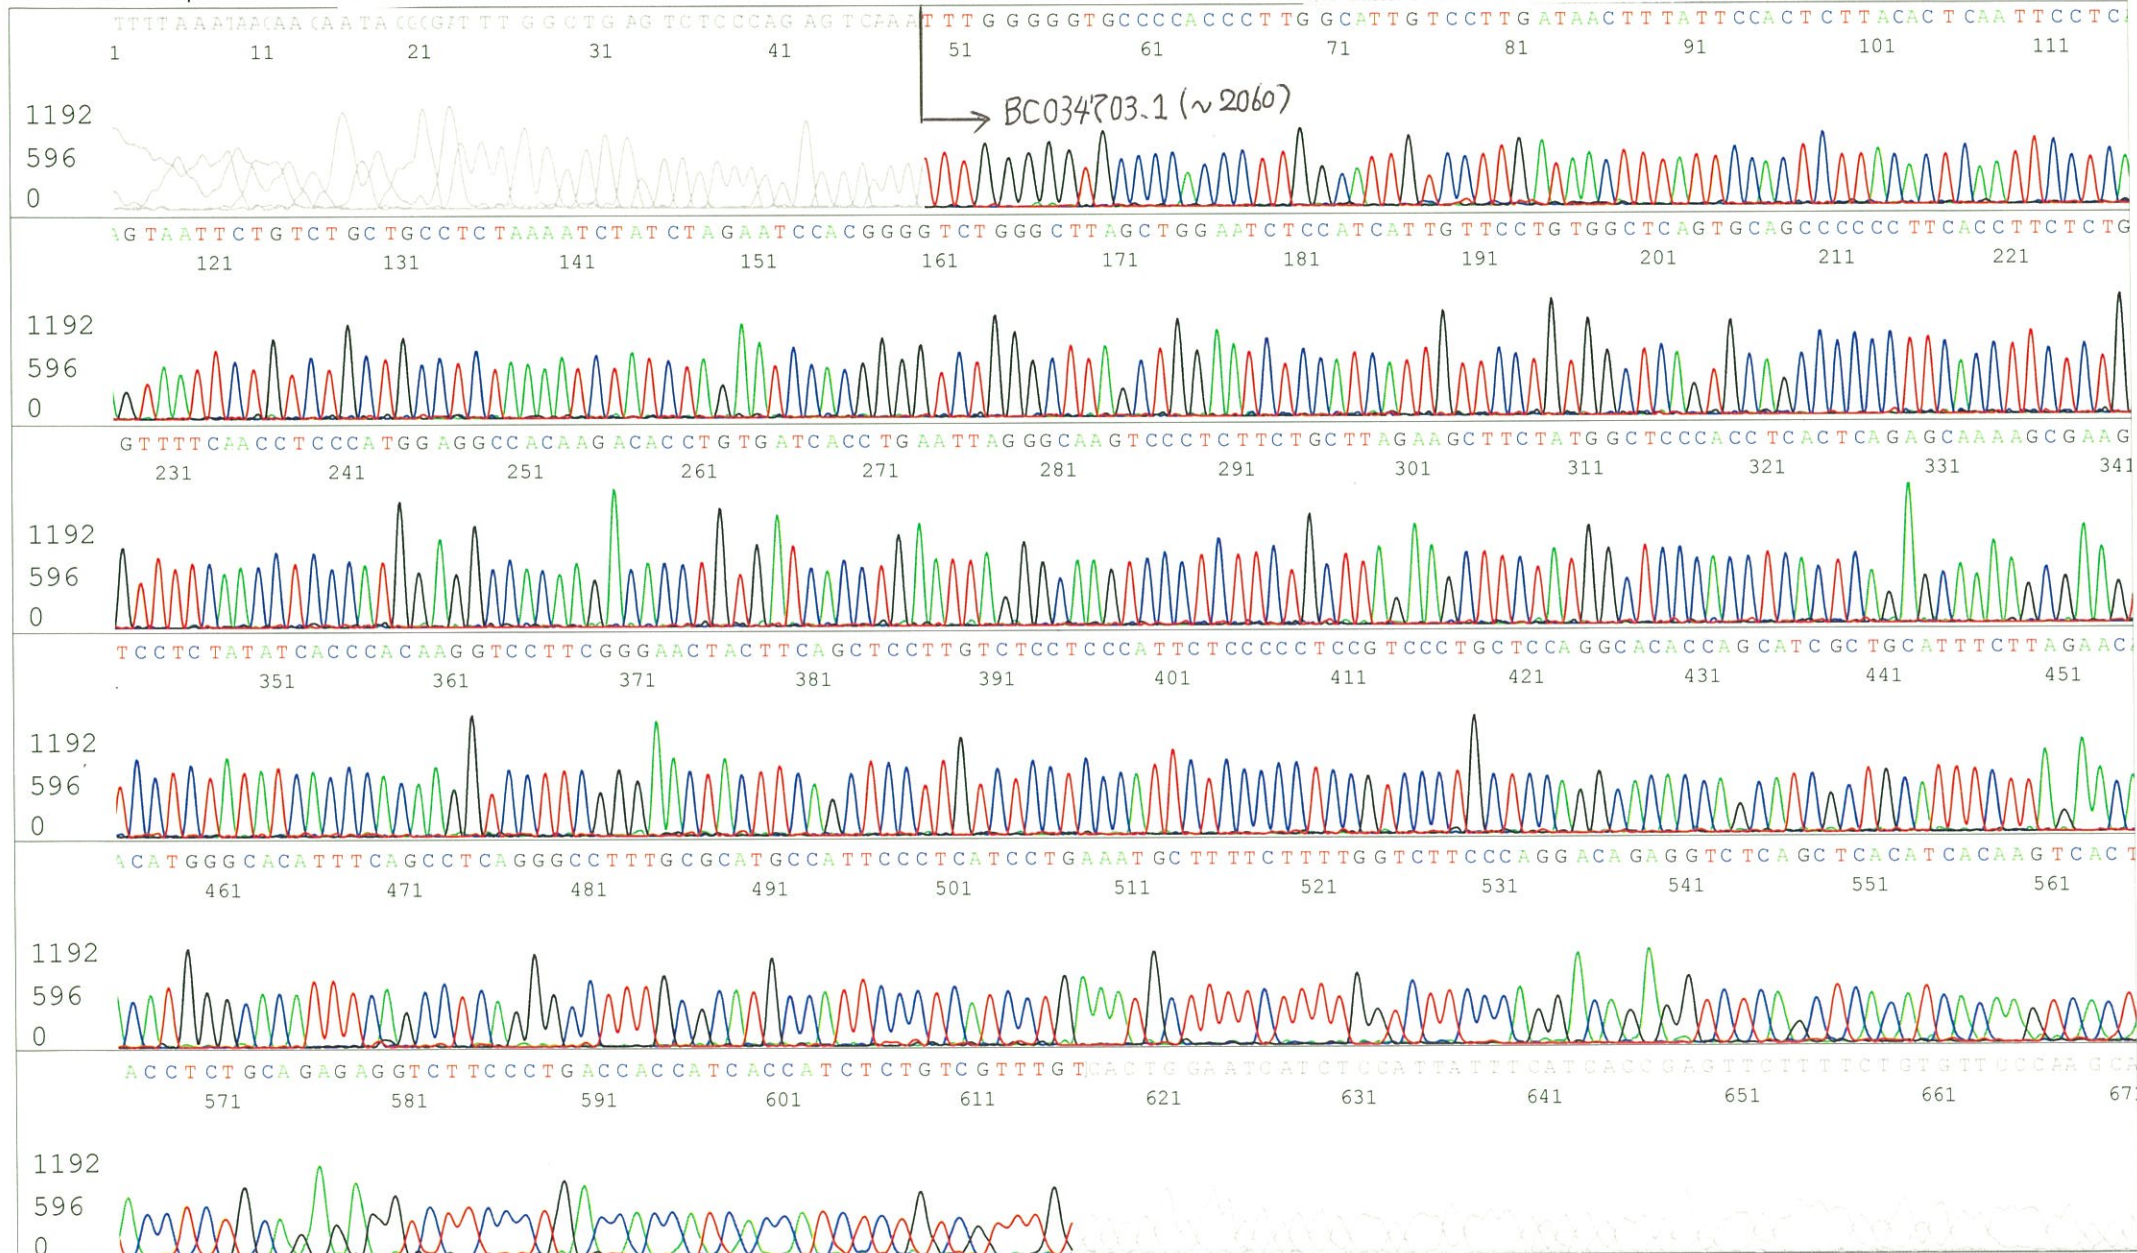 TTTTAAATAACAACAATACCCGATTTGGCTGAGTCTCCCAGAGTCAAATTTGGGGGTGCCCCACCCTTGGCATTGTCCTTGATAACTTTATTCCACTCTTACACTCAATTCCTC
1 11 21 31 41 51 61 71 81 91 101 111
BC034703.1 (~2060)
1192
596
0
AGTAATTCTGTCTGCTGCCTCTAAAATCTATCTAGAATCCACGGGGTCTGGGCTTAGCTGGAATCTCCATCATTGTTCCTGTGGCTCAGTGCAGCCCCCCTTCACCTTCTCTG
121 131 141 151 161 171 181 191 201 211 221
1192
596
0
GTTTTCAACCTCCCATGGAGGCCACAAGACACCTGTGATCACCTGAATTAGGGCAAGTCCCTCTTCTGCTTAGAAGCTTCTATGGCTCCCACCTCACTCAGAGCAAAAGCGAAG
231 241 251 261 271 281 291 301 311 321 331 341
1192
596
0
TCCTCTATATCACCCACAAGGTCCTTCGGGAACTACTTCAGCTCCTTGTCTCCTCCCATTCTCCCCCTCCGTCCCTGCTCCAGGCACACCAGCATCGCTGCATTTCTTAGAAC
351 361 371 381 391 401 411 421 431 441 451
1192
596
0
ACATGGGCACATTTCAGCCTCAGGGCCTTTGCGCATGCCATTCCCTCATCCTGAAATGCTTTTCTTTTGGTCTTCCCAGGACAGAGGTCTCAGCTCACATCACAAGTCACT
461 471 481 491 501 511 521 531 541 551 561
1192
596
0
ACCTCTGCAGAGAGGTCTTCCCTGACCACCATCACCATCTCTGTCGTTTGTCACTGGAATCATCTCCATTATTTCATCACCGAGTTCTTTTCTGTGTTCCCAAGCA
571 581 591 601 611 621 631 641 651 661 67
1192
596
0